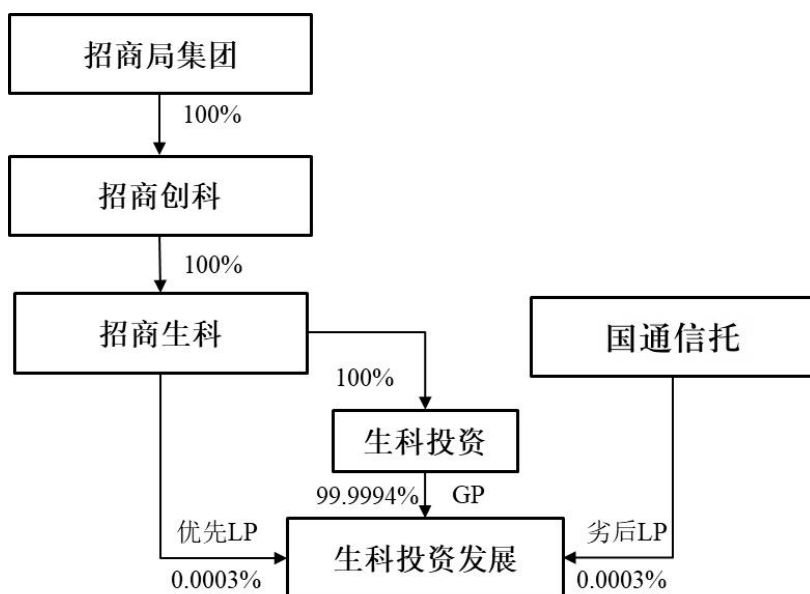 招商局集团
100%
招商创科
100%
招商生科
国通信托
100%
生科投资
99.9994%
GP
优先LP
生科投资发展
劣后LP
0.0003%
0.0003%